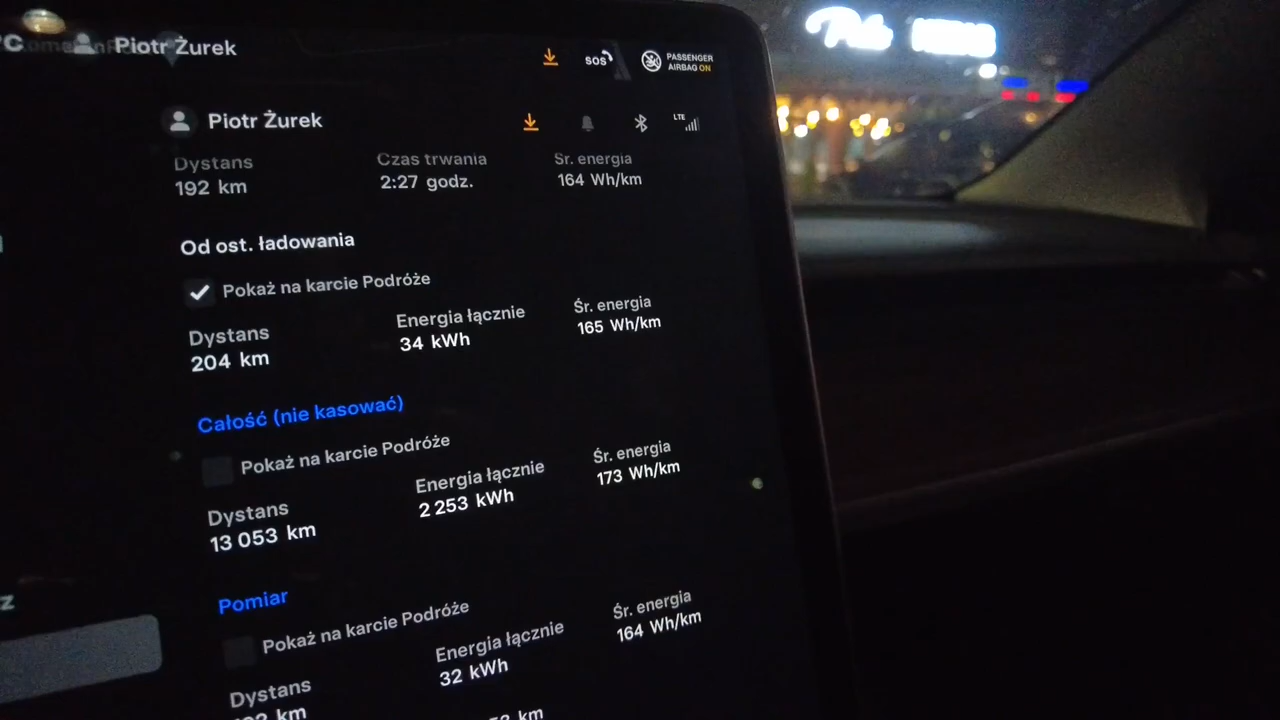 Piotr Żurek
SOS
PASSENGER
AIRBAG ON
Piotr Żurek
LTE
Dystans Czas trwania Śr. energia
192 km 2:27 godz. 164 Wh/km
Od ost. ładowania
Pokaż na karcie Podróże
Dystans Energia łącznie Śr. energia
204 km 34 kWh 165 Wh/km
Całość (nie kasować)
Pokaż na karcie Podróże
Dystans Energia łącznie Śr. energia
13 053 km 2 253 kWh 173 Wh/km
Pomiar
Pokaż na karcie Podróże
Dystans Energia łącznie Śr. energia
km 32 kWh 164 Wh/km
km